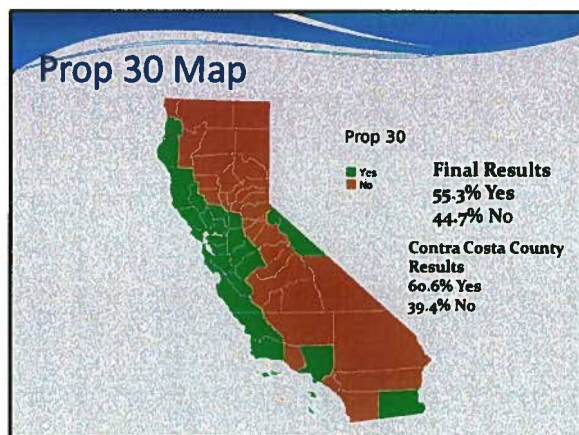 Prop 30 Map
Prop 30
Yes
No
Final Results
55.3% Yes
44.7% No
Contra Costa County
Results
60.6% Yes
39.4% No